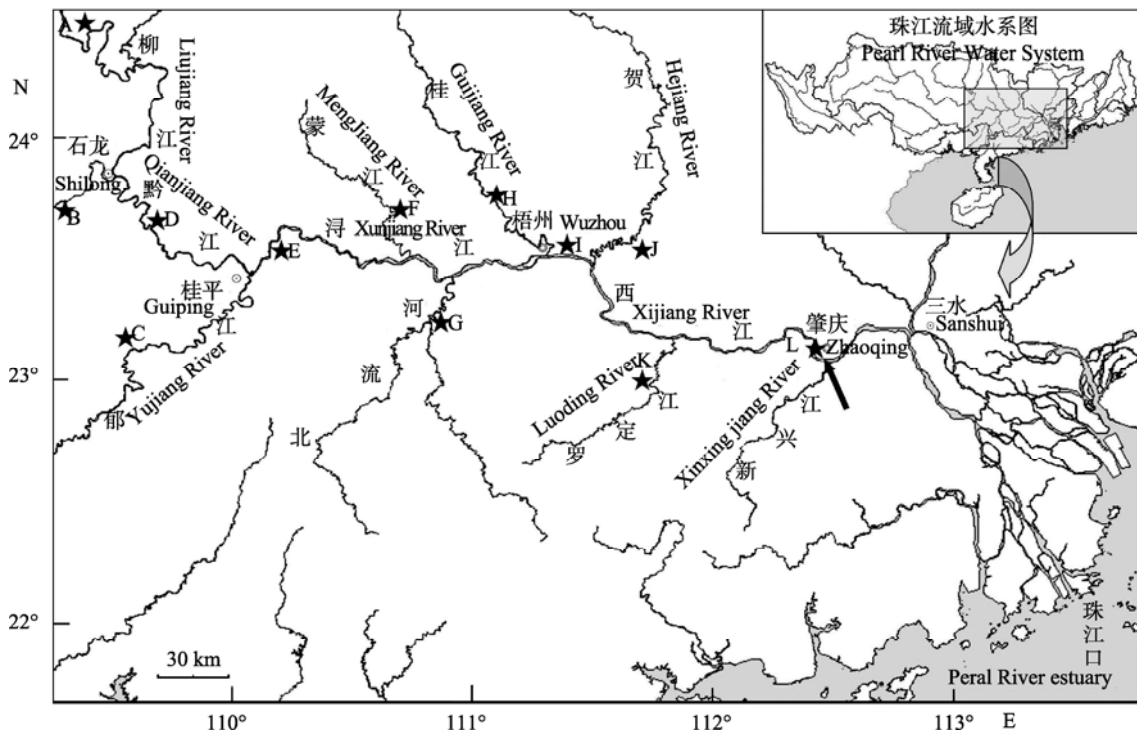 珠江流域水系图
Pearl River Water System
A
柳
江
Liujiang River
N
24°
23°
22°
石龙
Shilong
B
黔
江
Qianjiang River
D
蒙
江
MengJiang River
F
桂
江
Guijiang River
H
贺
江
Hejiang River
J
梧州
Wuzhou
I
浔
江
Xunjiang River
E
桂平
Guiping
C
郁
江
Yujiang River
G
北
流
河
西
江
Xijiang River
K
Luoding River
罗
定
江
肇庆
L
Zhaoqing
Xinxing jiang River
新
兴
江
三水
Sanshui
珠
江
口
Peral River estuary
30 km
110°
111°
112°
113°
E